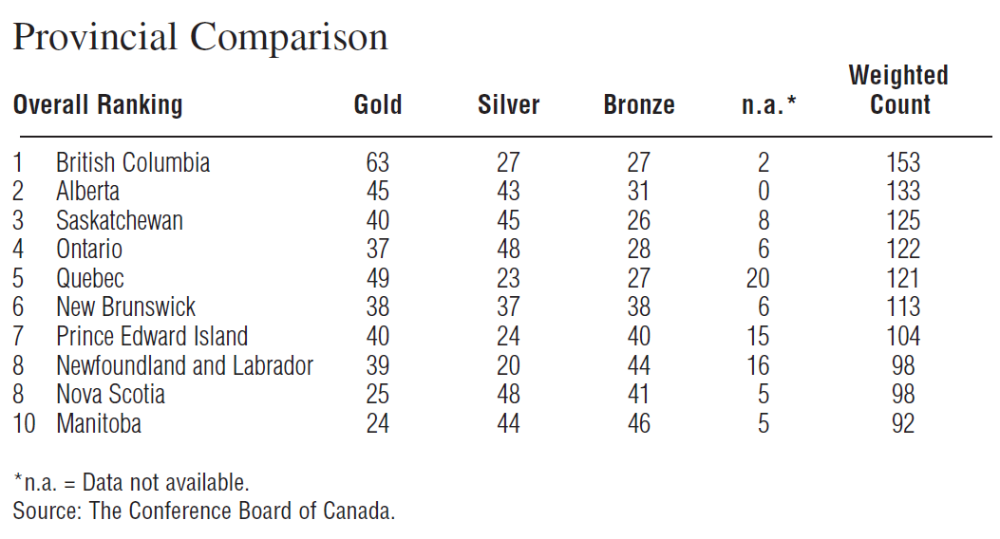 Provincial Comparison
Overall Ranking Gold Silver Bronze n.a.* Weighted Count
1 British Columbia 63 27 27 2 153
2 Alberta 45 43 31 0 133
3 Saskatchewan 40 45 26 8 125
4 Ontario 37 48 28 6 122
5 Quebec 49 23 27 20 121
6 New Brunswick 38 37 38 6 113
7 Prince Edward Island 40 24 40 15 104
8 Newfoundland and Labrador 39 20 44 16 98
8 Nova Scotia 25 48 41 5 98
10 Manitoba 24 44 46 5 92
*n.a. = Data not available.
Source: The Conference Board of Canada.